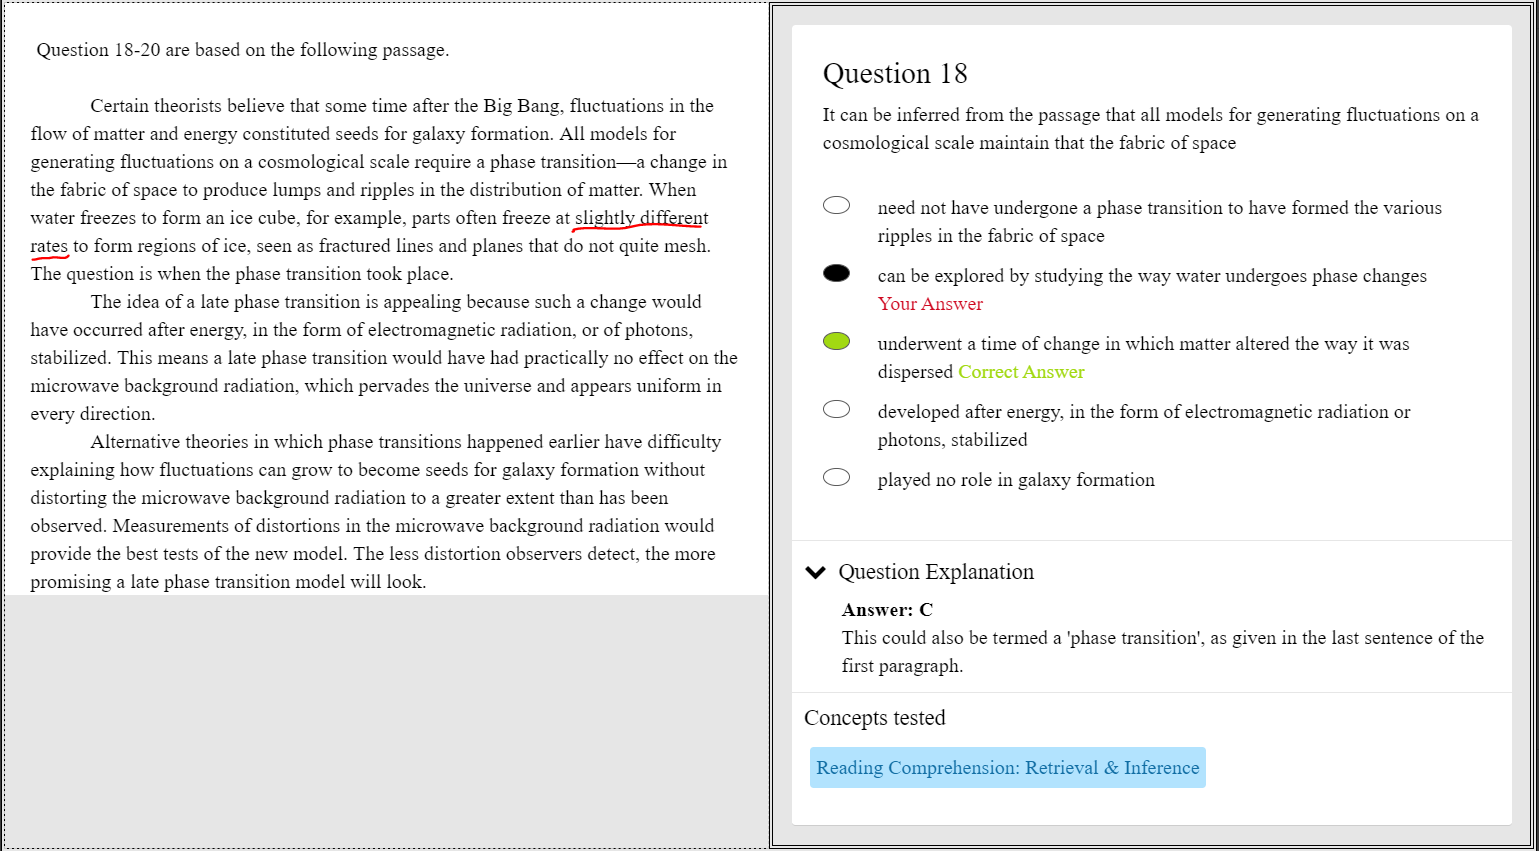 Question 18-20 are based on the following passage.
Certain theorists believe that some time after the Big Bang, fluctuations in the
flow of matter and energy constituted seeds for galaxy formation. All models for
generating fluctuations on a cosmological scale require a phase transition—a change in
the fabric of space to produce lumps and ripples in the distribution of matter. When
water freezes to form an ice cube, for example, parts often freeze at slightly different
rates to form regions of ice, seen as fractured lines and planes that do not quite mesh.
The question is when the phase transition took place.
The idea of a late phase transition is appealing because such a change would
have occurred after energy, in the form of electromagnetic radiation, or of photons,
stabilized. This means a late phase transition would have had practically no effect on the
microwave background radiation, which pervades the universe and appears uniform in
every direction.
Alternative theories in which phase transitions happened earlier have difficulty
explaining how fluctuations can grow to become seeds for galaxy formation without
distorting the microwave background radiation to a greater extent than has been
observed. Measurements of distortions in the microwave background radiation would
provide the best tests of the new model. The less distortion observers detect, the more
promising a late phase transition model will look.
Question 18
It can be inferred from the passage that all models for generating fluctuations on a
cosmological scale maintain that the fabric of space
need not have undergone a phase transition to have formed the various
ripples in the fabric of space
can be explored by studying the way water undergoes phase changes
Your Answer
underwent a time of change in which matter altered the way it was
dispersed Correct Answer
developed after energy, in the form of electromagnetic radiation or
photons, stabilized
played no role in galaxy formation
Question Explanation
Answer: C
This could also be termed a 'phase transition', as given in the last sentence of the
first paragraph.
Concepts tested
Reading Comprehension: Retrieval & Inference